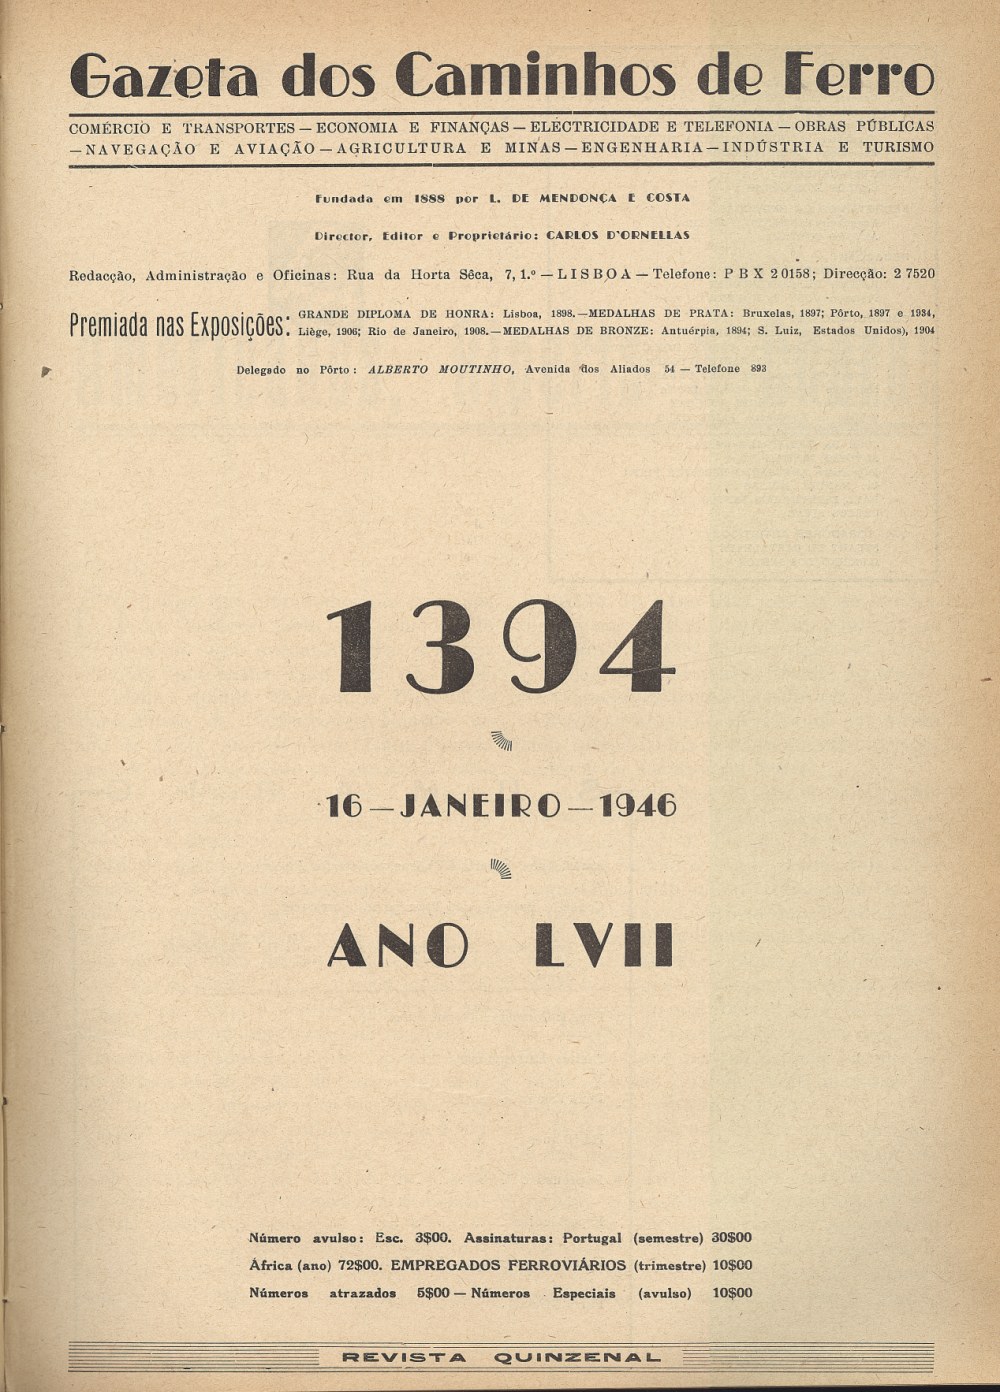 Gazeta dos Caminhos de Ferro
COMÉRCIO E TRANSPORTES — ECONOMIA E FINANÇAS — ELECTRICIDADE E TELEFONIA — OBRAS PÚBLICAS
— NAVEGAÇÃO E AVIAÇÃO — AGRICULTURA E MINAS — ENGENHARIA — INDÚSTRIA E TURISMO
Fundada em 1888 por L. DE MENDONÇA E COSTA
Director, Editor e Proprietário: CARLOS D'ORNELLAS
Redacção, Administração e Oficinas: Rua da Horta Sêca, 7, 1.º — LISBOA — Telefone: P B X 2 0158; Direcção: 2 7520
Premiada nas Exposições:
GRANDE DIPLOMA DE HONRA: Lisboa, 1898. — MEDALHAS DE PRATA: Bruxelas, 1897; Pôrto, 1897 e 1934,
Liège, 1906; Rio de Janeiro, 1908. — MEDALHAS DE BRONZE: Antuérpia, 1894; S. Luiz, Estados Unidos), 1904
Delegado no Pôrto: ALBERTO MOUTINHO, Avenida dos Aliados 54 — Telefone 893
1394
16 — JANEIRO — 1946
ANO LVII
Número avulso: Esc. 3$00. Assinaturas: Portugal (semestre) 30$00
África (ano) 72$00. EMPREGADOS FERROVIÁRIOS (trimestre) 10$00
Números atrazados 5$00 — Números Especiais (avulso) 10$00
REVISTA QUINZENAL